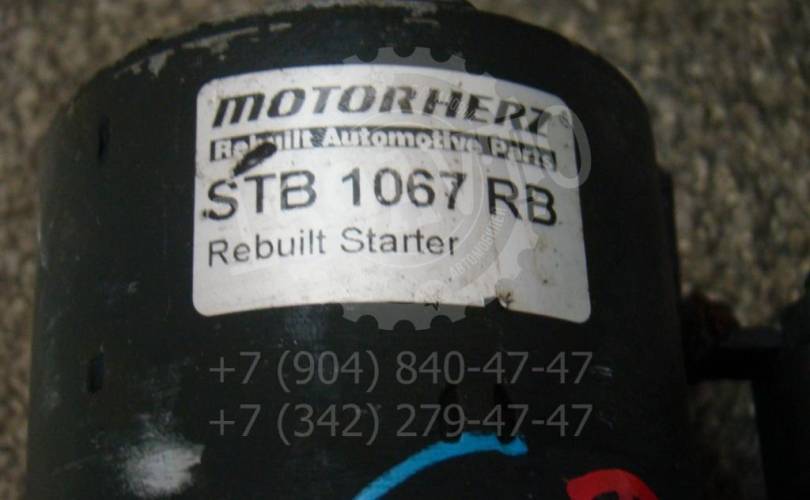 MOTORHERZ
Rebuilt Automotive Parts
STB 1067 RB
Rebuilt Starter
+7 (904) 840-47-47
+7 (342) 279-47-47